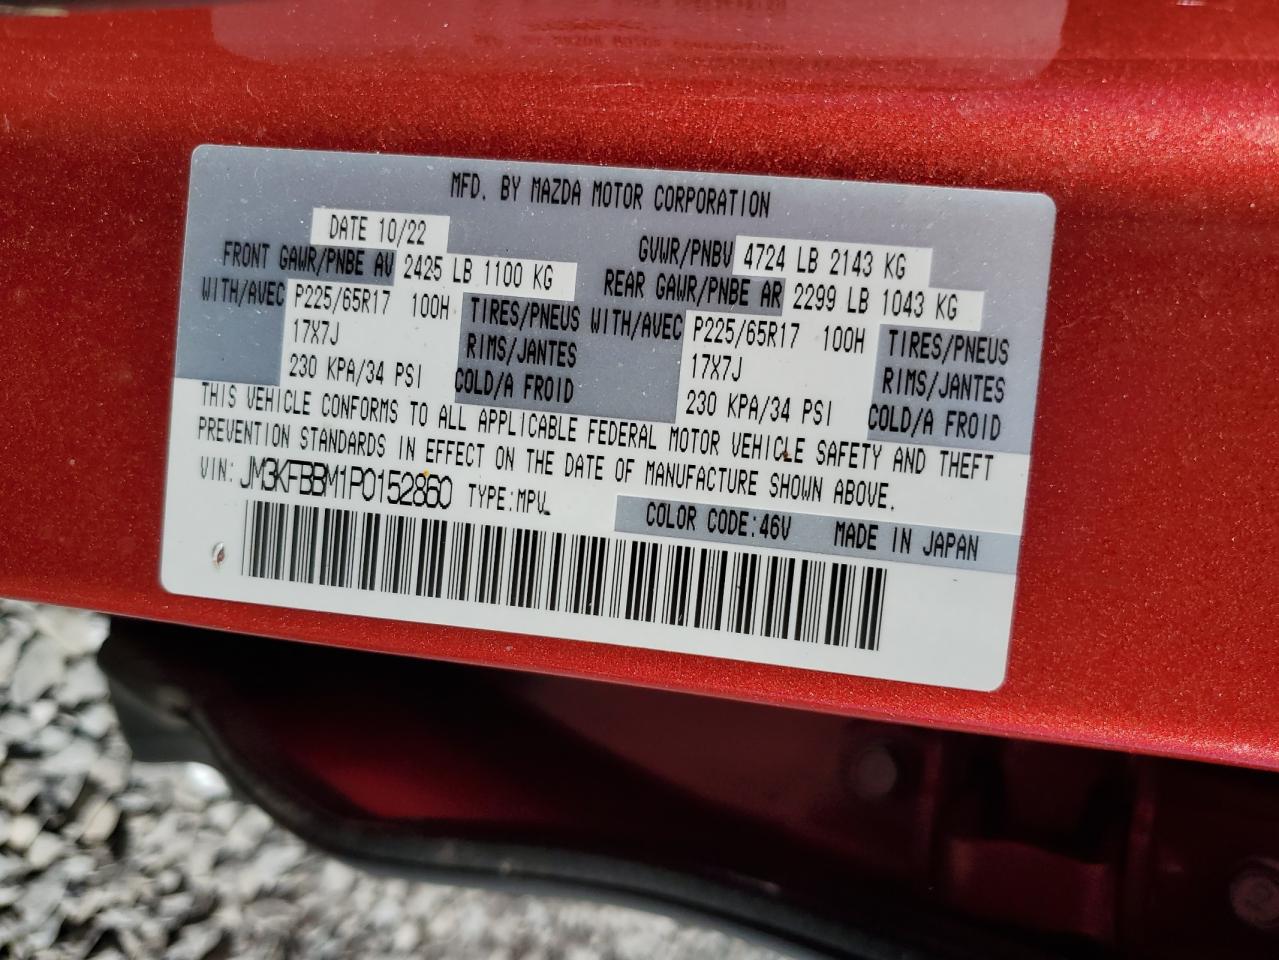 MFD. BY MAZDA MOTOR CORPORATION
DATE 10/22
GVWR/PNBV 4724 LB 2143 KG
FRONT GAWR/PNBE AV 2425 LB 1100 KG
REAR GAWR/PNBE AR 2299 LB 1043 KG
WITH/AVEC P225/65R17 100H TIRES/PNEUS WITH/AVEC P225/65R17 100H TIRES/PNEUS
17X7J RIMS/JANTES 17X7J RIMS/JANTES
230 KPA/34 PSI COLD/A FROID 230 KPA/34 PSI COLD/A FROID
THIS VEHICLE CONFORMS TO ALL APPLICABLE FEDERAL MOTOR VEHICLE SAFETY AND THEFT
PREVENTION STANDARDS IN EFFECT ON THE DATE OF MANUFACTURE SHOWN ABOVE.
VIN: JM3KFBBM1P0152860 TYPE:MPV
COLOR CODE:46V MADE IN JAPAN